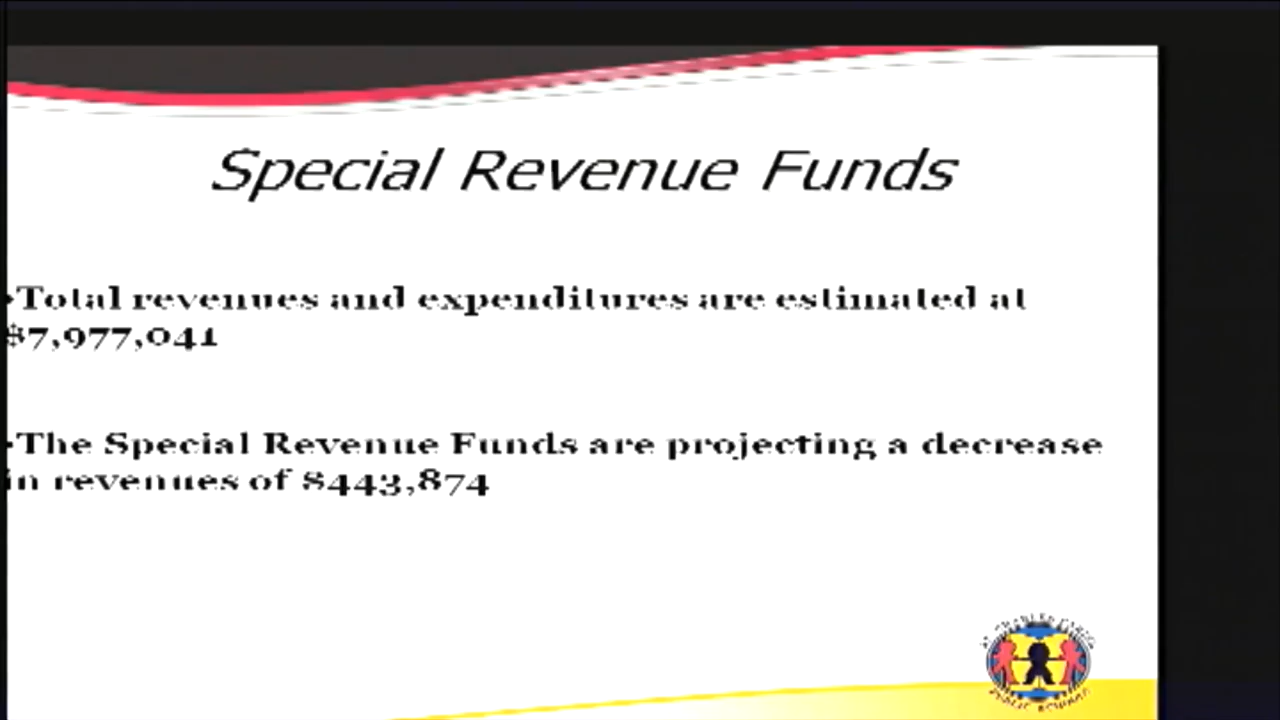 Special Revenue Funds
•Total revenues and expenditures are estimated at
$7,977,041
•The Special Revenue Funds are projecting a decrease
in revenues of $443,874